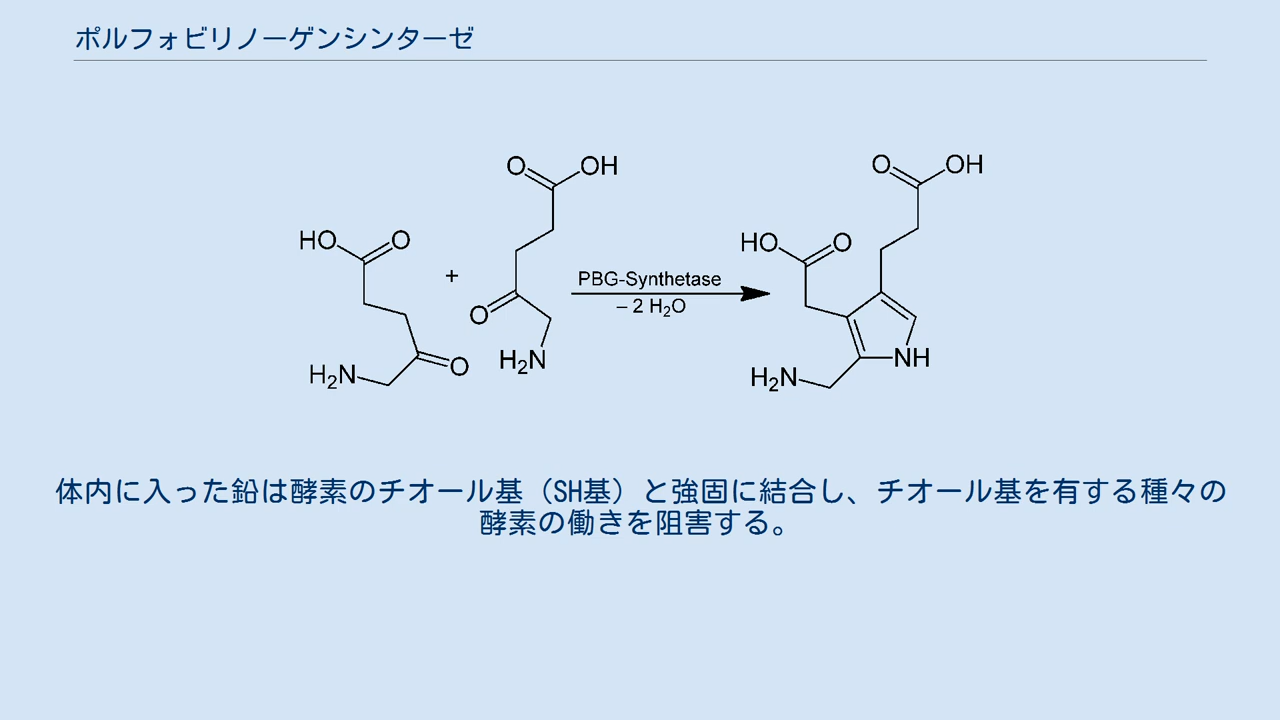 ポルフォビリノーゲンシンターゼ
O OH
HO O
+
O
H₂N
H₂N O
PBG-Synthetase
– 2 H₂O
O OH
HO O
NH
H₂N
体内に入った鉛は酵素のチオール基（SH基）と強固に結合し、チオール基を有する種々の
酵素の働きを阻害する。